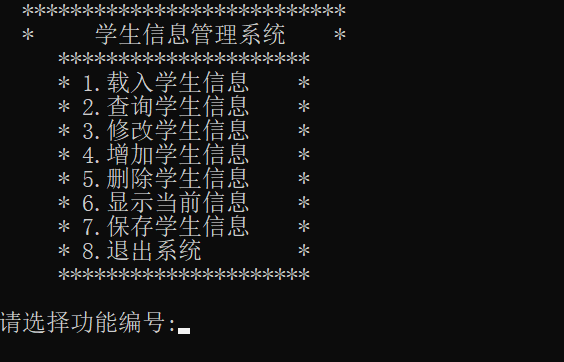 ***************************
* 学生信息管理系统 *
*********************
* 1.载入学生信息 *
* 2.查询学生信息 *
* 3.修改学生信息 *
* 4.增加学生信息 *
* 5.删除学生信息 *
* 6.显示当前信息 *
* 7.保存学生信息 *
* 8.退出系统 *
*********************
请选择功能编号: